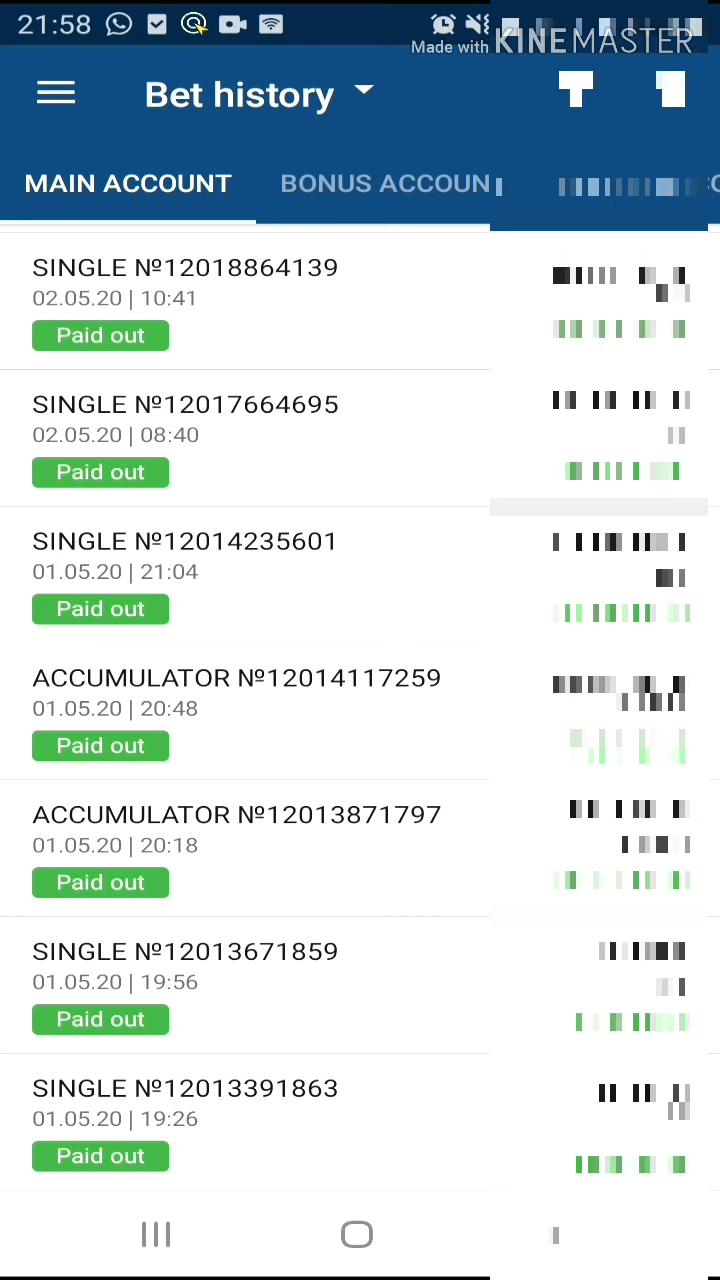 21:58
Made with KINEMASTER
Bet history
MAIN ACCOUNT BONUS ACCOUN
SINGLE №12018864139
02.05.20 | 10:41
Paid out
SINGLE №12017664695
02.05.20 | 08:40
Paid out
SINGLE №12014235601
01.05.20 | 21:04
Paid out
ACCUMULATOR №12014117259
01.05.20 | 20:48
Paid out
ACCUMULATOR №12013871797
01.05.20 | 20:18
Paid out
SINGLE №12013671859
01.05.20 | 19:56
Paid out
SINGLE №12013391863
01.05.20 | 19:26
Paid out